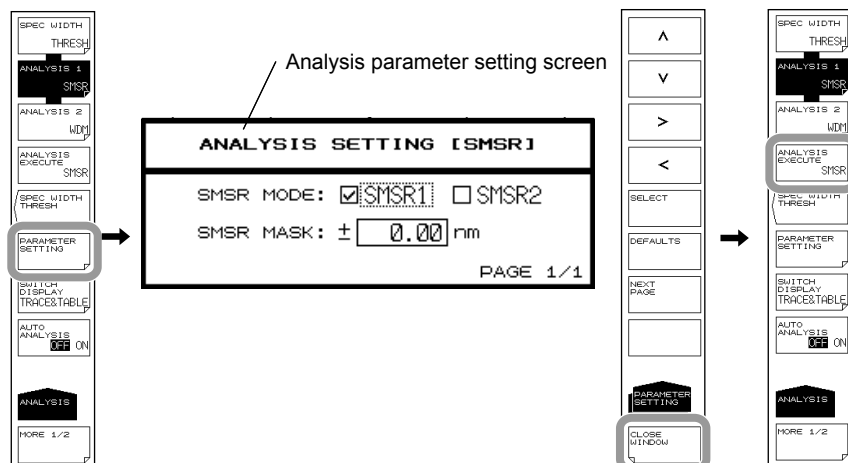 SPEC WIDTH
THRESH
ANALYSIS 1
SMSR
ANALYSIS 2
WDM
ANALYSIS
EXECUTE
SMSR
SPEC WIDTH
THRESH
PARAMETER
SETTING
SWITCH
DISPLAY
TRACE&TABLE
AUTO
ANALYSIS
OFF ON
ANALYSIS
MORE 1/2
Analysis parameter setting screen
ANALYSIS SETTING [SMSR]
SMSR MODE: ☑SMSR1 ☐SMSR2
SMSR MASK: ± 0.00 nm
PAGE 1/1
∧
∨
>
<
SELECT
DEFAULTS
NEXT
PAGE
PARAMETER
SETTING
CLOSE
WINDOW
SPEC WIDTH
THRESH
ANALYSIS 1
SMSR
ANALYSIS 2
WDM
ANALYSIS
EXECUTE
SMSR
SPEC WIDTH
THRESH
PARAMETER
SETTING
SWITCH
DISPLAY
TRACE&TABLE
AUTO
ANALYSIS
OFF ON
ANALYSIS
MORE 1/2